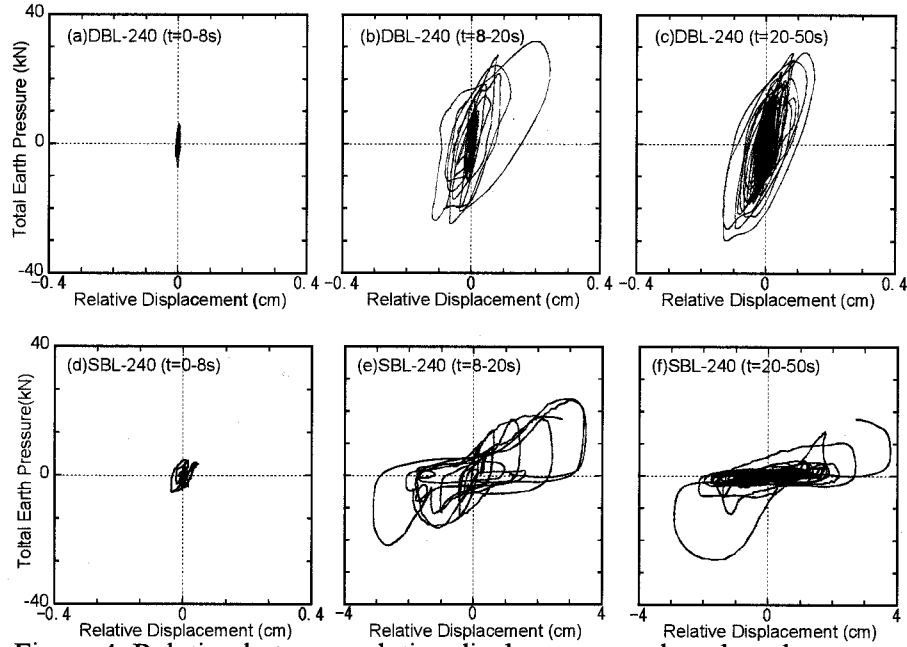 40
(a)DBL-240 (t=0-8s)
(b)DBL-240 (t=8-20s)
(c)DBL-240 (t=20-50s)
Total Earth Pressure (kN)
0
-40
-0.4 0 0.4
-0.4 0 0.4
-0.4 0 0.4
Relative Displacement (cm)
Relative Displacement (cm)
Relative Displacement (cm)
40
(d)SBL-240 (t=0-8s)
(e)SBL-240 (t=8-20s)
(f)SBL-240 (t=20-50s)
Toltal Earth Pressure(kN)
0
-40
-0.4 0 0.4
-4 0 4
-4 0 4
Relative Displacement (cm)
Relative Displacement (cm)
Relative Displacement (cm)